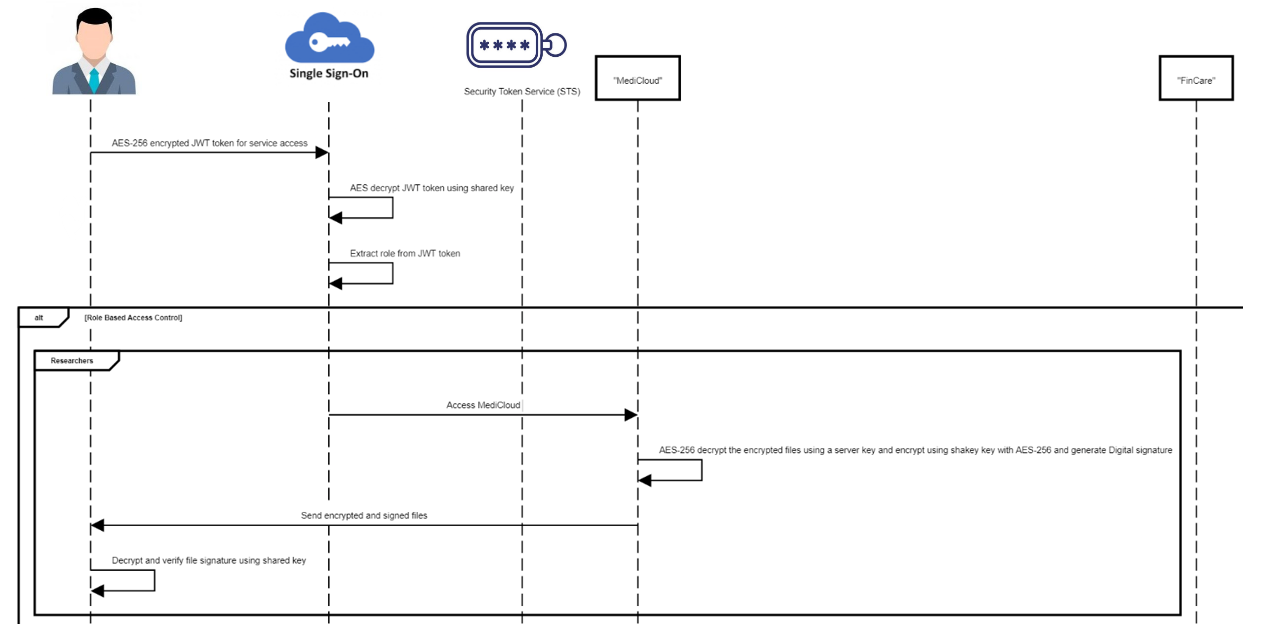 ****
Single Sign-On
Security Token Service (STS)
"MediCloud"
"FinCare"
AES-256 encrypted JWT token for service access
AES decrypt JWT token using shared key
Extract role from JWT token
alt
[Role Based Access Control]
Researchers
Access MediCloud
AES-256 decrypt the encrypted files using a server key and encrypt using shakey key with AES-256 and generate Digital signature
Send encrypted and signed files
Decrypt and verify file signature using shared key